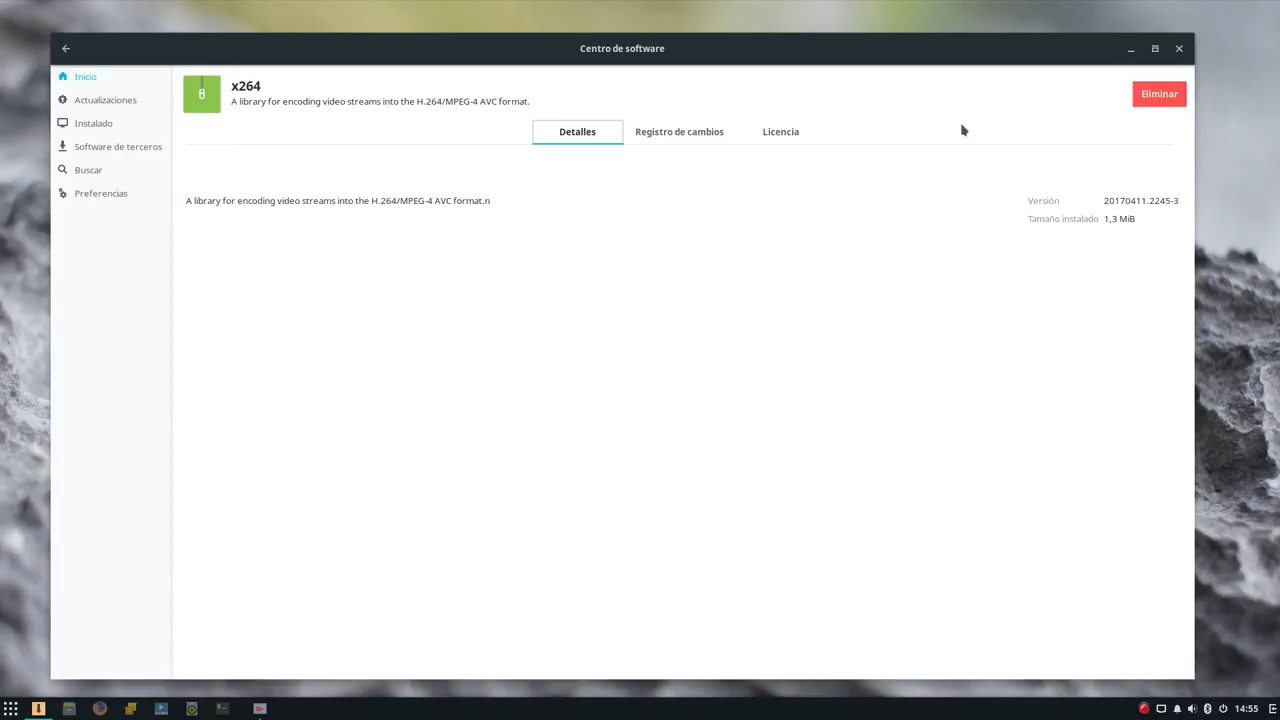 Centro de software
Inicio
Actualizaciones
Instalado
Software de terceros
Buscar
Preferencias
x264
A library for encoding video streams into the H.264/MPEG-4 AVC format.
Eliminar
Detalles
Registro de cambios
Licencia
A library for encoding video streams into the H.264/MPEG-4 AVC format.n
Versión 20170411.2245-3
Tamaño instalado 1,3 MiB
14:55